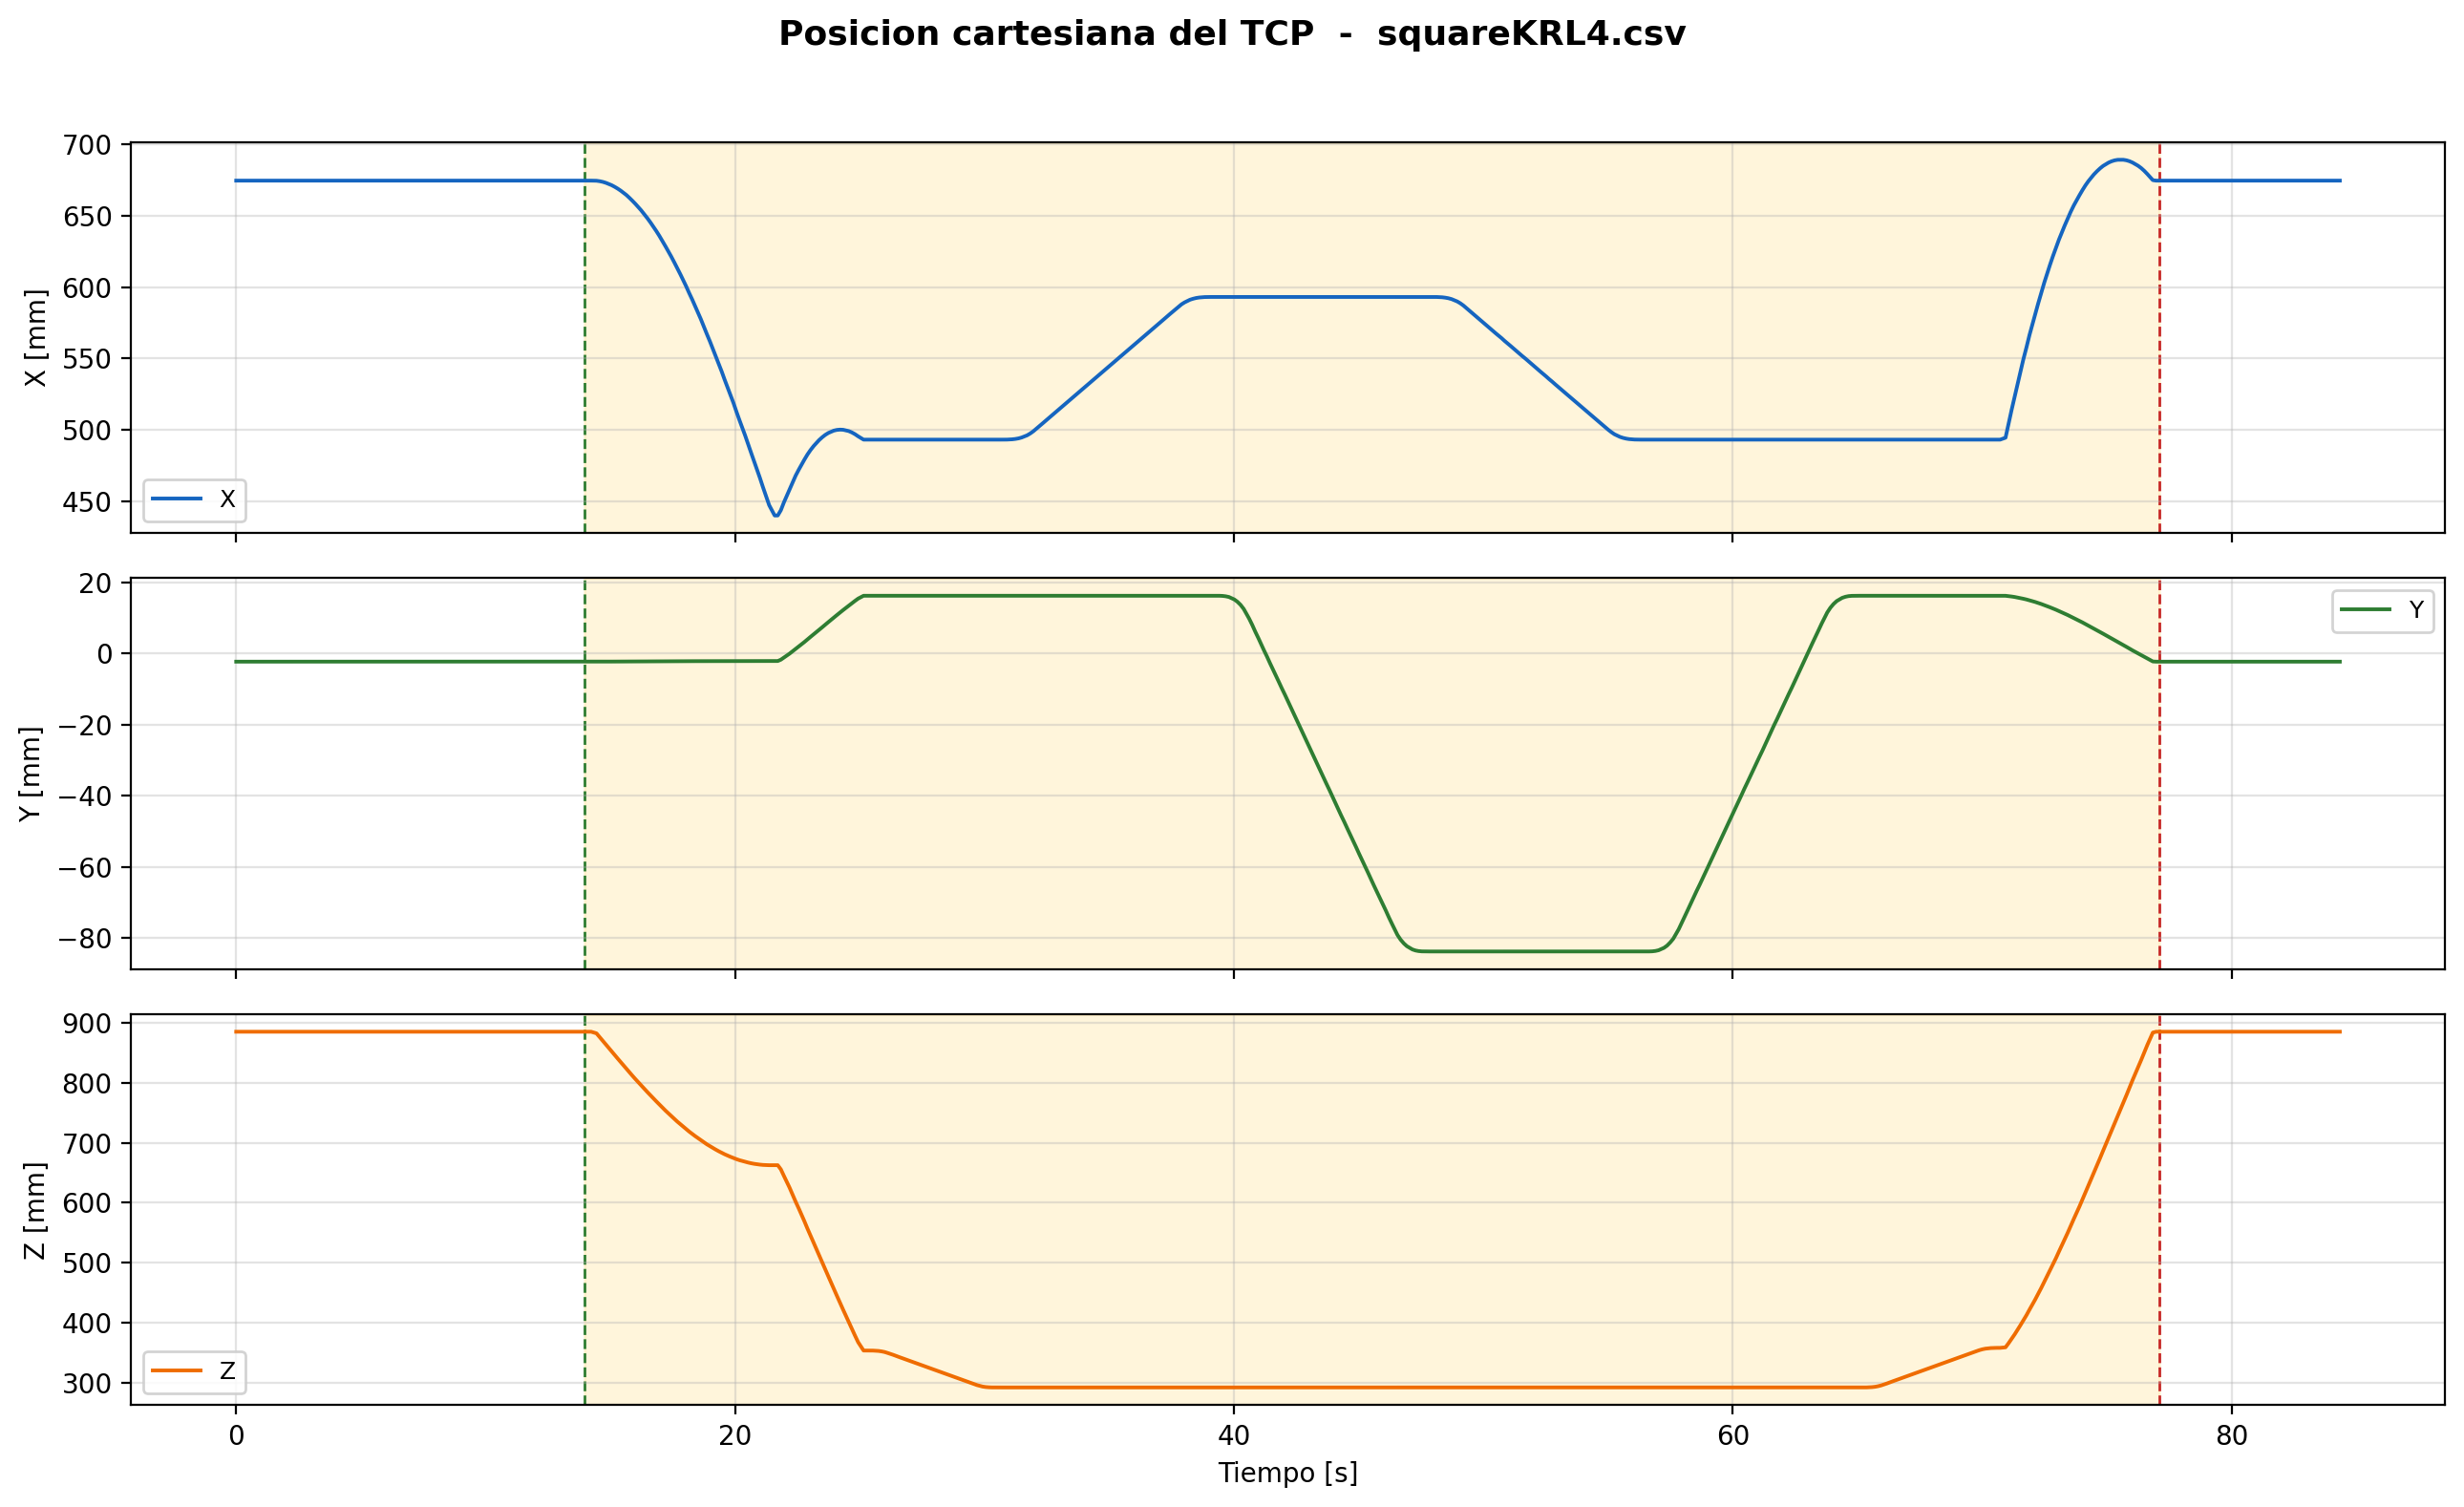 Posicion cartesiana del TCP  -  squareKRL4.csv
700
650
600
550
500
450
X [mm]
X
20
0
−20
−40
−60
−80
Y [mm]
Y
900
800
700
600
500
400
300
Z [mm]
Z
0 20 40 60 80
Tiempo [s]